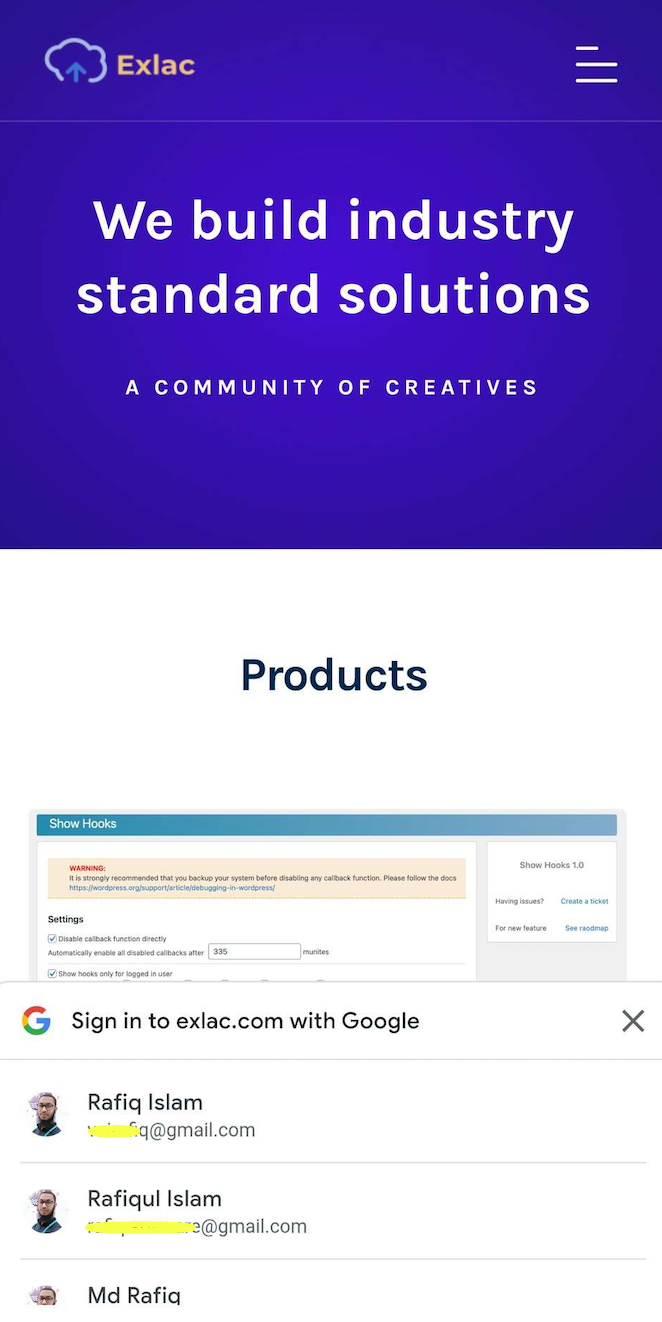 Exlac
We build industry
standard solutions
A COMMUNITY OF CREATIVES
Products
Show Hooks
WARNING:
It is strongly recommended that you backup your system before disabling any callback function. Please follow the docs
https://wordpress.org/support/article/debugging-in-wordpress/
Settings
Disable callback function directly
Automatically enable all disabled callbacks after 335 munites
Show hooks only for logged in user
Show Hooks 1.0
Having issues? Create a ticket
For new feature See raodmap
Sign in to exlac.com with Google
Rafiq Islam
q@gmail.com
Rafiqul Islam
e@gmail.com
Md Rafiq